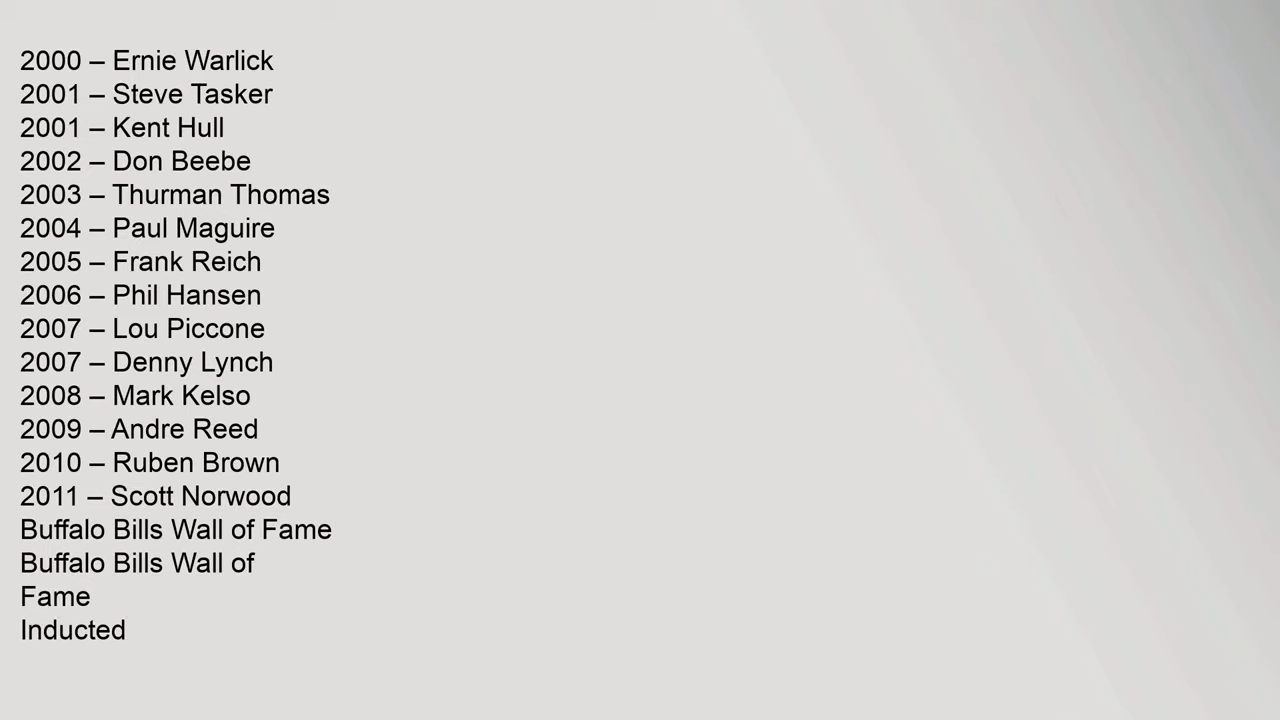 2000 – Ernie Warlick
2001 – Steve Tasker
2001 – Kent Hull
2002 – Don Beebe
2003 – Thurman Thomas
2004 – Paul Maguire
2005 – Frank Reich
2006 – Phil Hansen
2007 – Lou Piccone
2007 – Denny Lynch
2008 – Mark Kelso
2009 – Andre Reed
2010 – Ruben Brown
2011 – Scott Norwood
Buffalo Bills Wall of Fame
Buffalo Bills Wall of
Fame
Inducted